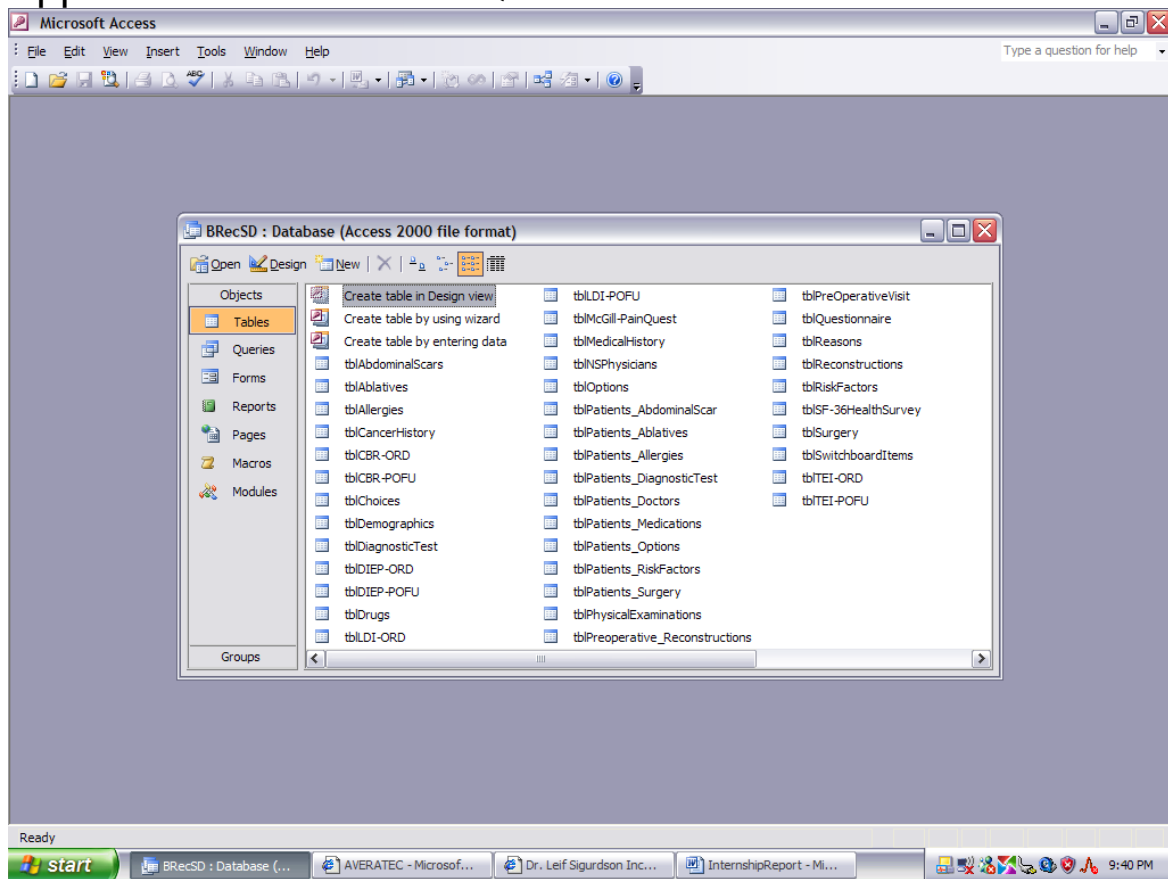 Microsoft Access
File Edit View Insert Tools Window Help Type a question for help
BRecSD : Database (Access 2000 file format)
Open Design New
Objects
Tables
Queries
Forms
Reports
Pages
Macros
Modules
Groups
Create table in Design view
Create table by using wizard
Create table by entering data
tblAbdominalScars
tblAblatives
tblAllergies
tblCancerHistory
tblCBR-ORD
tblCBR-POFU
tblChoices
tblDemographics
tblDiagnosticTest
tblDIEP-ORD
tblDIEP-POFU
tblDrugs
tblLDI-ORD
tblLDI-POFU
tblMcGill-PainQuest
tblMedicalHistory
tblNSPhysicians
tblOptions
tblPatients_AbdominalScar
tblPatients_Ablatives
tblPatients_Allergies
tblPatients_DiagnosticTest
tblPatients_Doctors
tblPatients_Medications
tblPatients_Options
tblPatients_RiskFactors
tblPatients_Surgery
tblPhysicalExaminations
tblPreoperative_Reconstructions
tblPreOperativeVisit
tblQuestionnaire
tblReasons
tblReconstructions
tblRiskFactors
tblSF-36HealthSurvey
tblSurgery
tblSwitchboardItems
tblTEI-ORD
tblTEI-POFU
Ready
start BRecSD : Database (... AVERATEC - Microsof... Dr. Leif Sigurdson Inc... InternshipReport - Mi... 9:40 PM